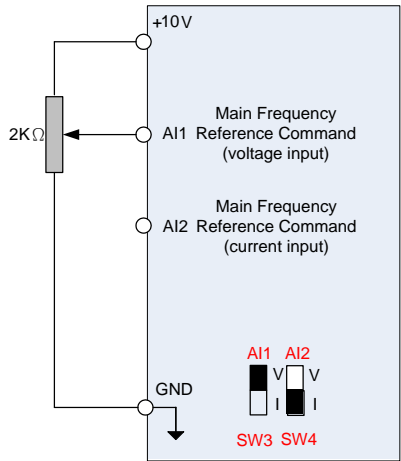 +10V
2KΩ
AI1 Main Frequency
Reference Command
(voltage input)
AI2 Main Frequency
Reference Command
(current input)
AI1 AI2
V V
I I
GND
SW3 SW4